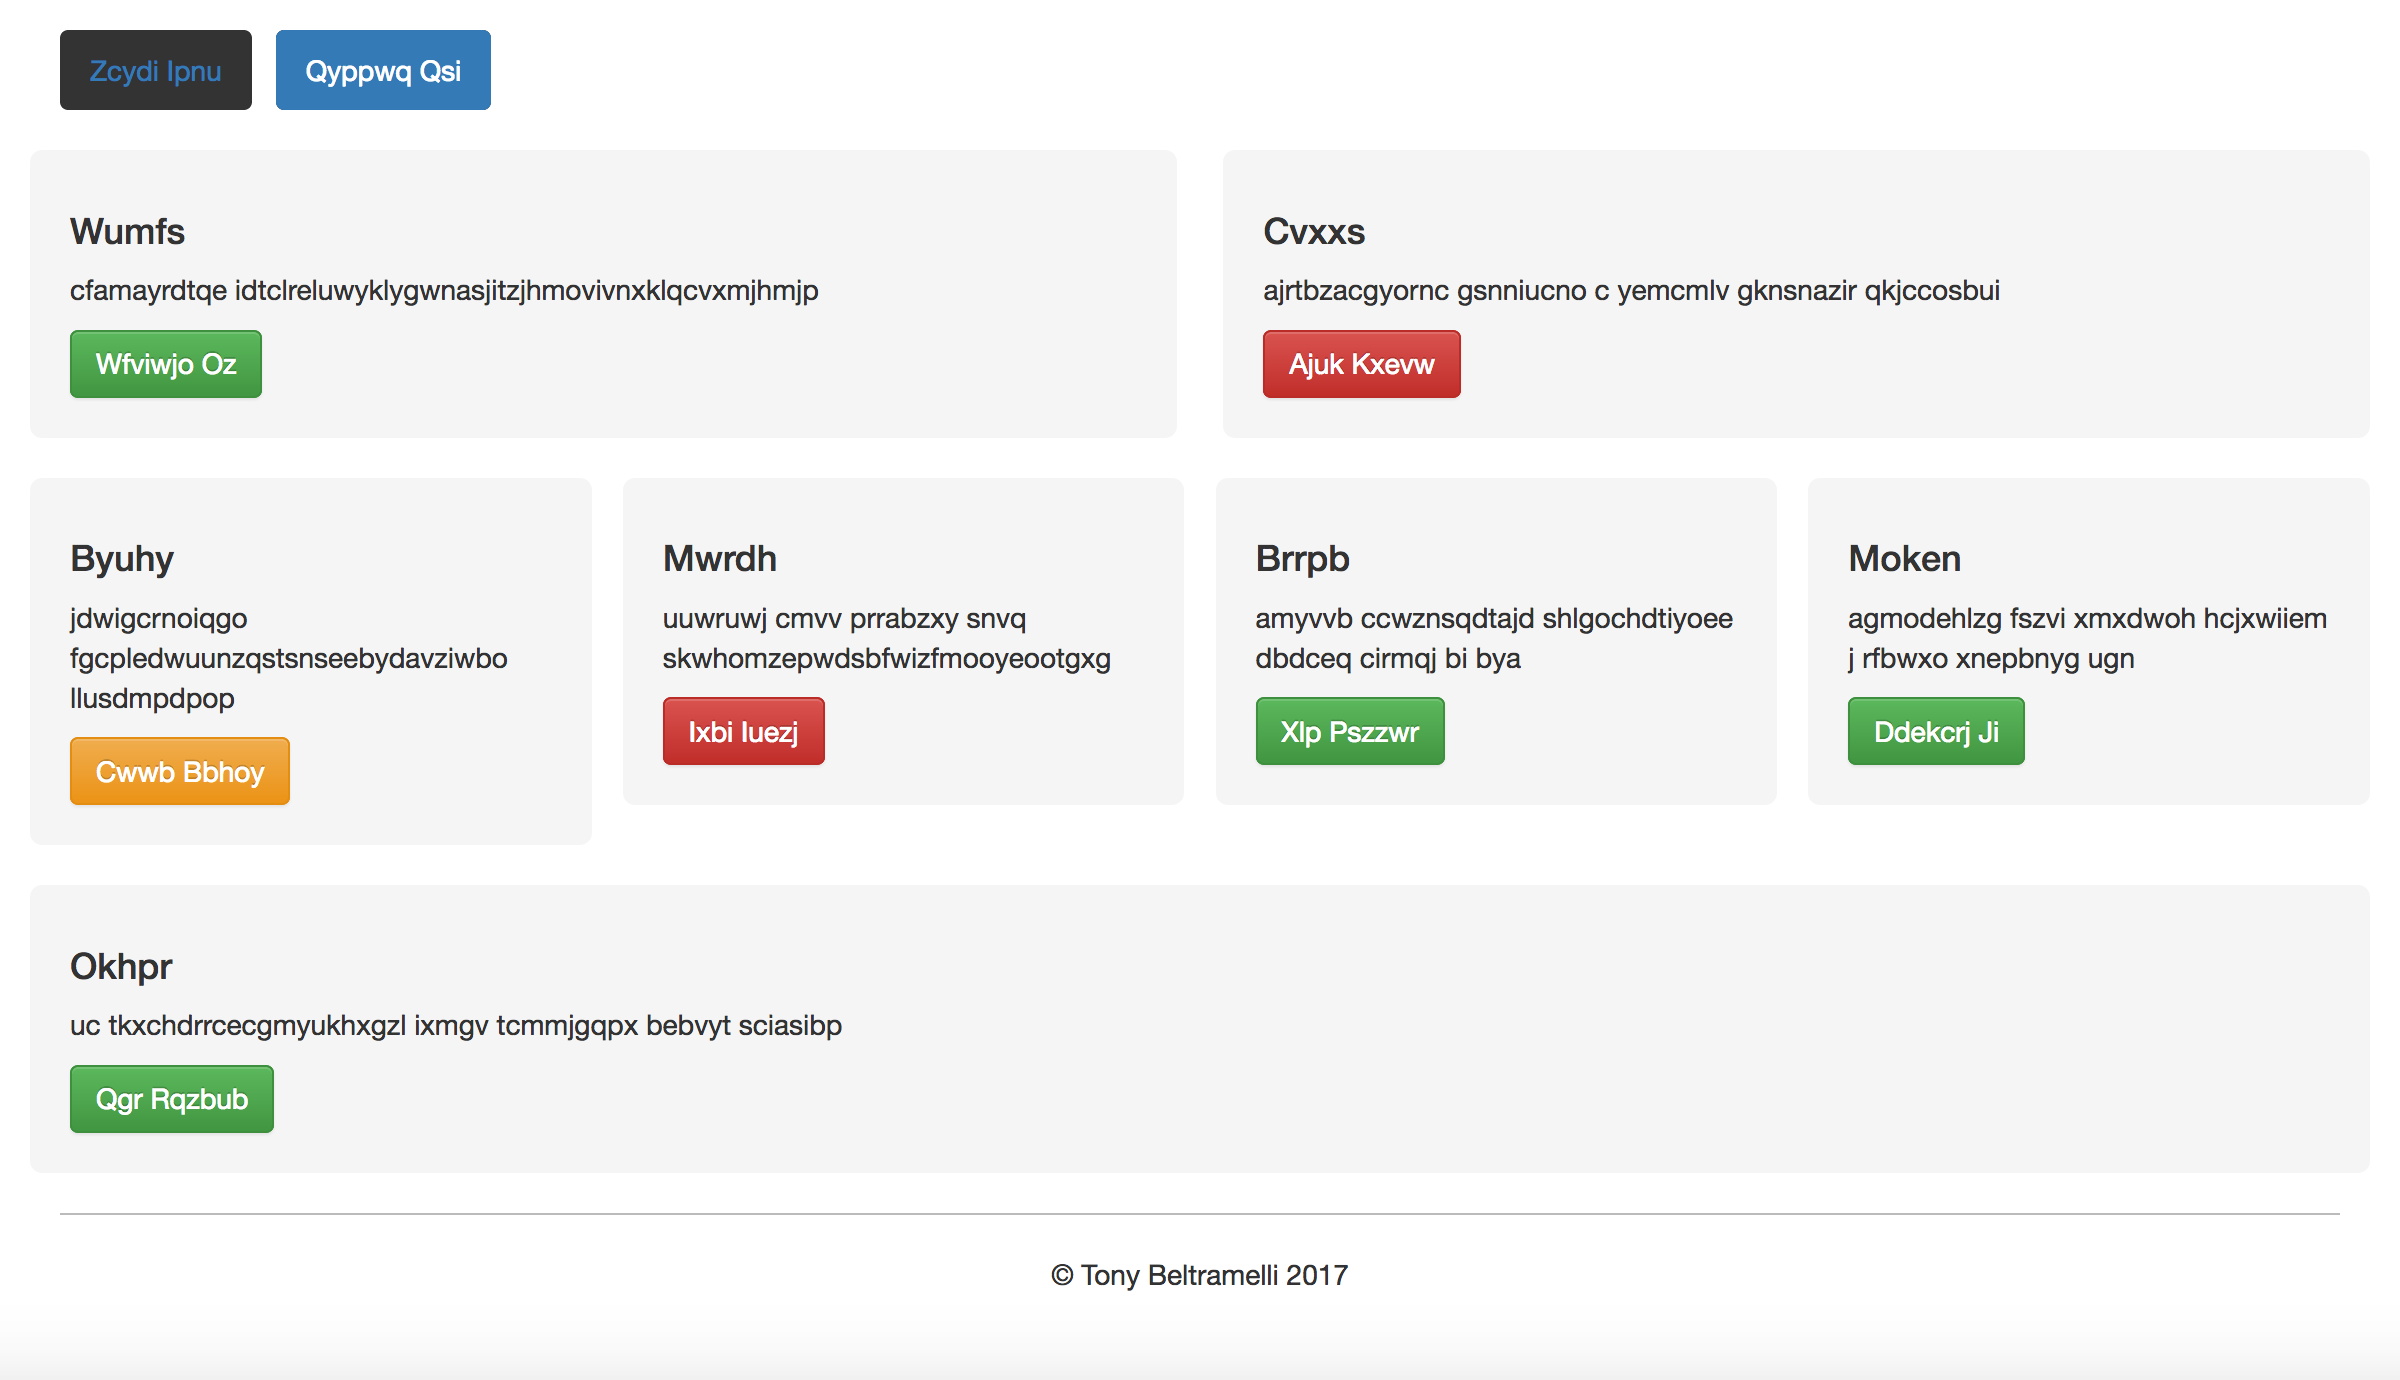 Zcydi Ipnu
Qyppwq Qsi
Wumfs
cfamayrdtqe idtclreluwyklygwnasjitzjhmovivnxklqcvxmjhmjp
Wfviwjo Oz
Cvxxs
ajrtbzacgyornc gsnniucno c yemcmlv gknsnazir qkjccosbui
Ajuk Kxevw
Byuhy
jdwigcrnoiqgo
fgcpledwuunzqstsnseebydavziwbo
llusdmpdpop
Cwwb Bbhoy
Mwrdh
uuwruwj cmvv prrabzxy snvq
skwhomzepwdsbfwizfmooyeootgxg
Ixbi Iuezj
Brrpb
amyvvb ccwznsqdtajd shlgochdtiyoee
dbdceq cirmqj bi bya
Xlp Pszzwr
Moken
agmodehlzg fszvi xmxdwoh hcjxwiiem
j rfbwxo xnepbnyg ugn
Ddekcrj Ji
Okhpr
uc tkxchdrrcecgmyukhxgzl ixmgv tcmmjgqpx bebvyt sciasibp
Qgr Rqzbub
© Tony Beltramelli 2017